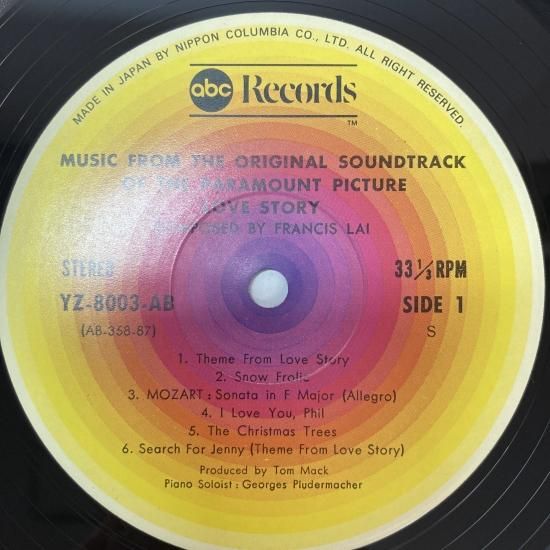 MADE IN JAPAN BY NIPPON COLUMBIA CO., LTD. ALL RIGHT RESERVED.
abc Records
TM
MUSIC FROM THE ORIGINAL SOUNDTRACK
OF THE PARAMOUNT PICTURE
LOVE STORY
COMPOSED BY FRANCIS LAI
STEREO 33 1/3 RPM
YZ-8003-AB SIDE 1
(AB-358-87) S
1. Theme From Love Story
2. Snow Frolic
3. MOZART : Sonata in F Major (Allegro)
4. I Love You, Phil
5. The Christmas Trees
6. Search For Jenny (Theme From Love Story)
Produced by Tom Mack
Piano Soloist : Georges Pludermacher